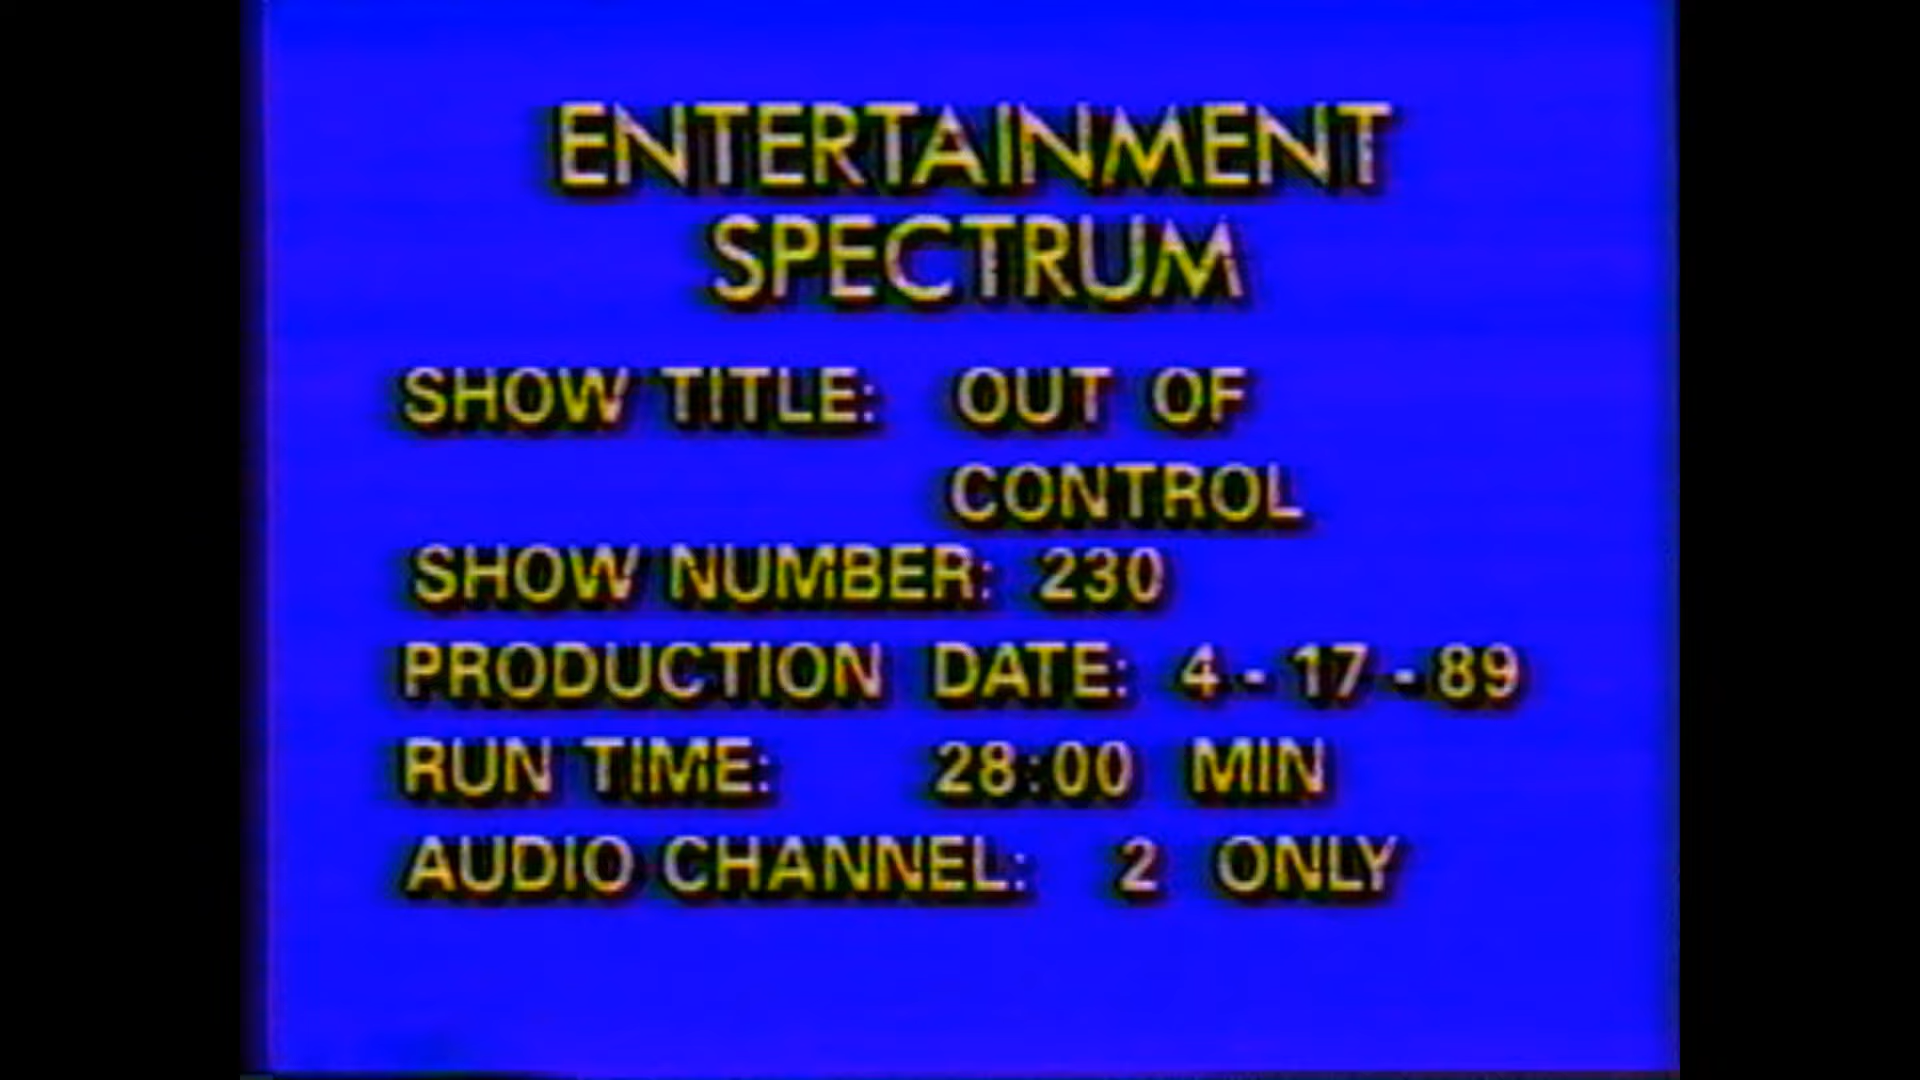 ENTERTAINMENT
SPECTRUM
SHOW TITLE: OUT OF
CONTROL
SHOW NUMBER: 230
PRODUCTION DATE: 4 - 17 - 89
RUN TIME: 28:00 MIN
AUDIO CHANNEL: 2 ONLY